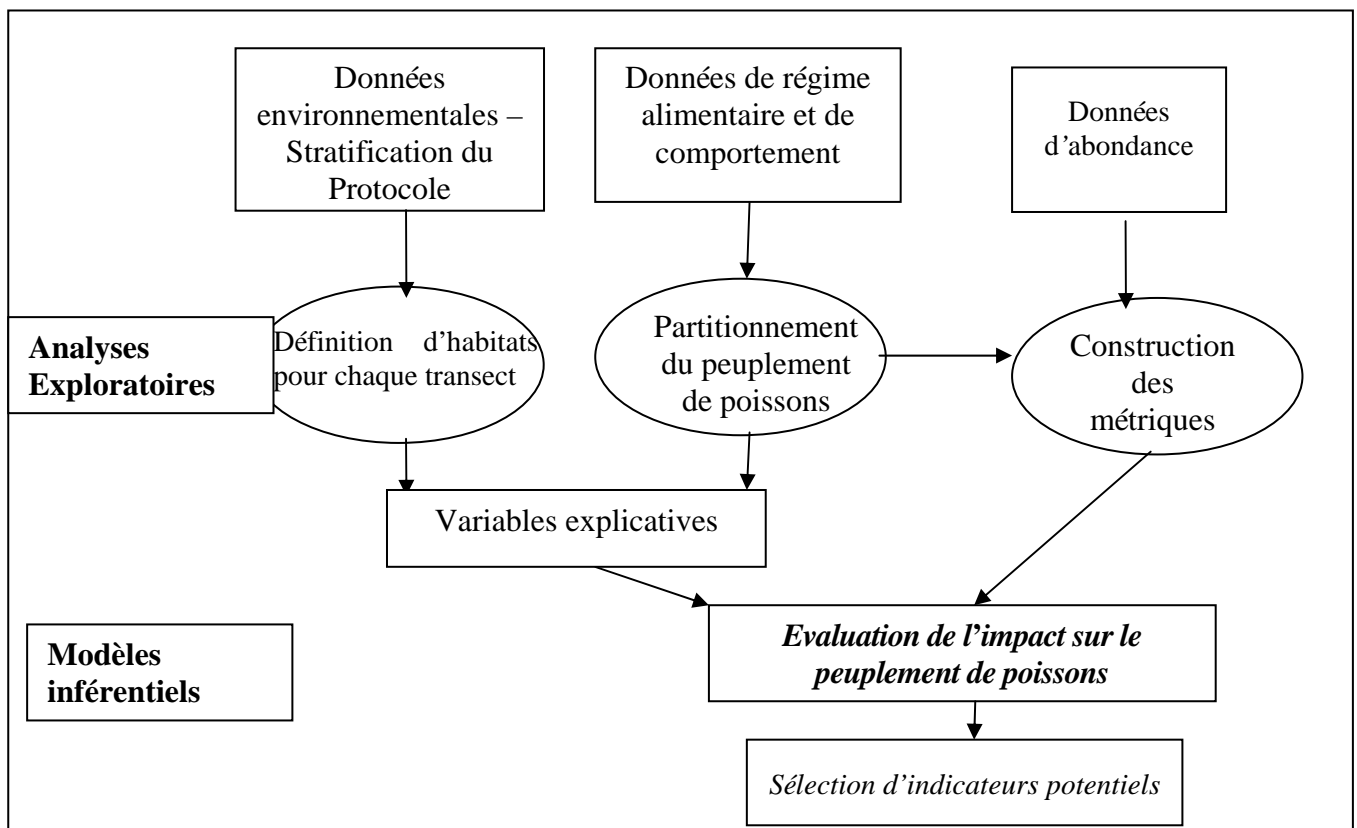 Données
environnementales –
Stratification du
Protocole
Données de régime
alimentaire et de
comportement
Données
d’abondance
Analyses
Exploratoires
Définition d’habitats
pour chaque transect
Partitionnement
du peuplement
de poissons
Construction
des
métriques
Variables explicatives
Modèles
inférentiels
Evaluation de l’impact sur le
peuplement de poissons
Sélection d’indicateurs potentiels